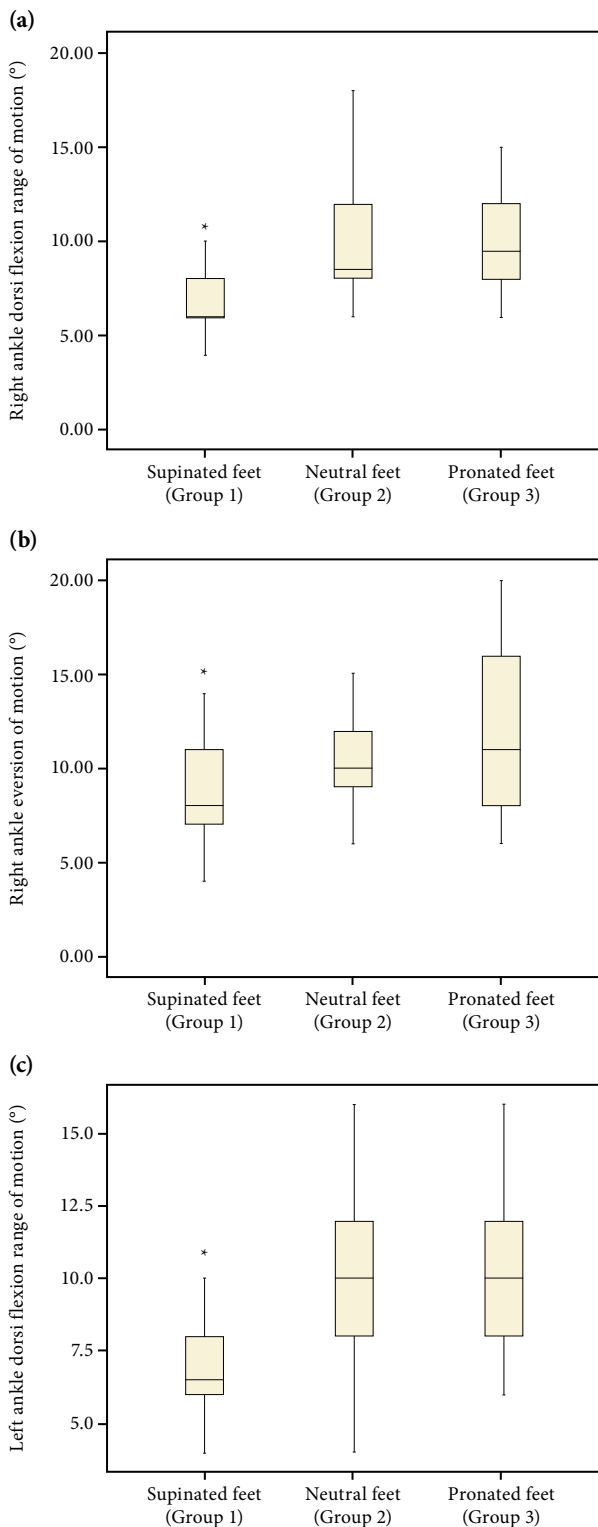 (a)
Right ankle dorsi flexion range of motion (°)
20.00
15.00
10.00
5.00
0.00
*
Supinated feet
(Group 1)
Neutral feet
(Group 2)
Pronated feet
(Group 3)
(b)
Right ankle eversion of motion (°)
20.00
15.00
10.00
5.00
0.00
*
Supinated feet
(Group 1)
Neutral feet
(Group 2)
Pronated feet
(Group 3)
(c)
Left ankle dorsi flexion range of motion (°)
15.0
12.5
10.0
7.5
5.0
*
Supinated feet
(Group 1)
Neutral feet
(Group 2)
Pronated feet
(Group 3)